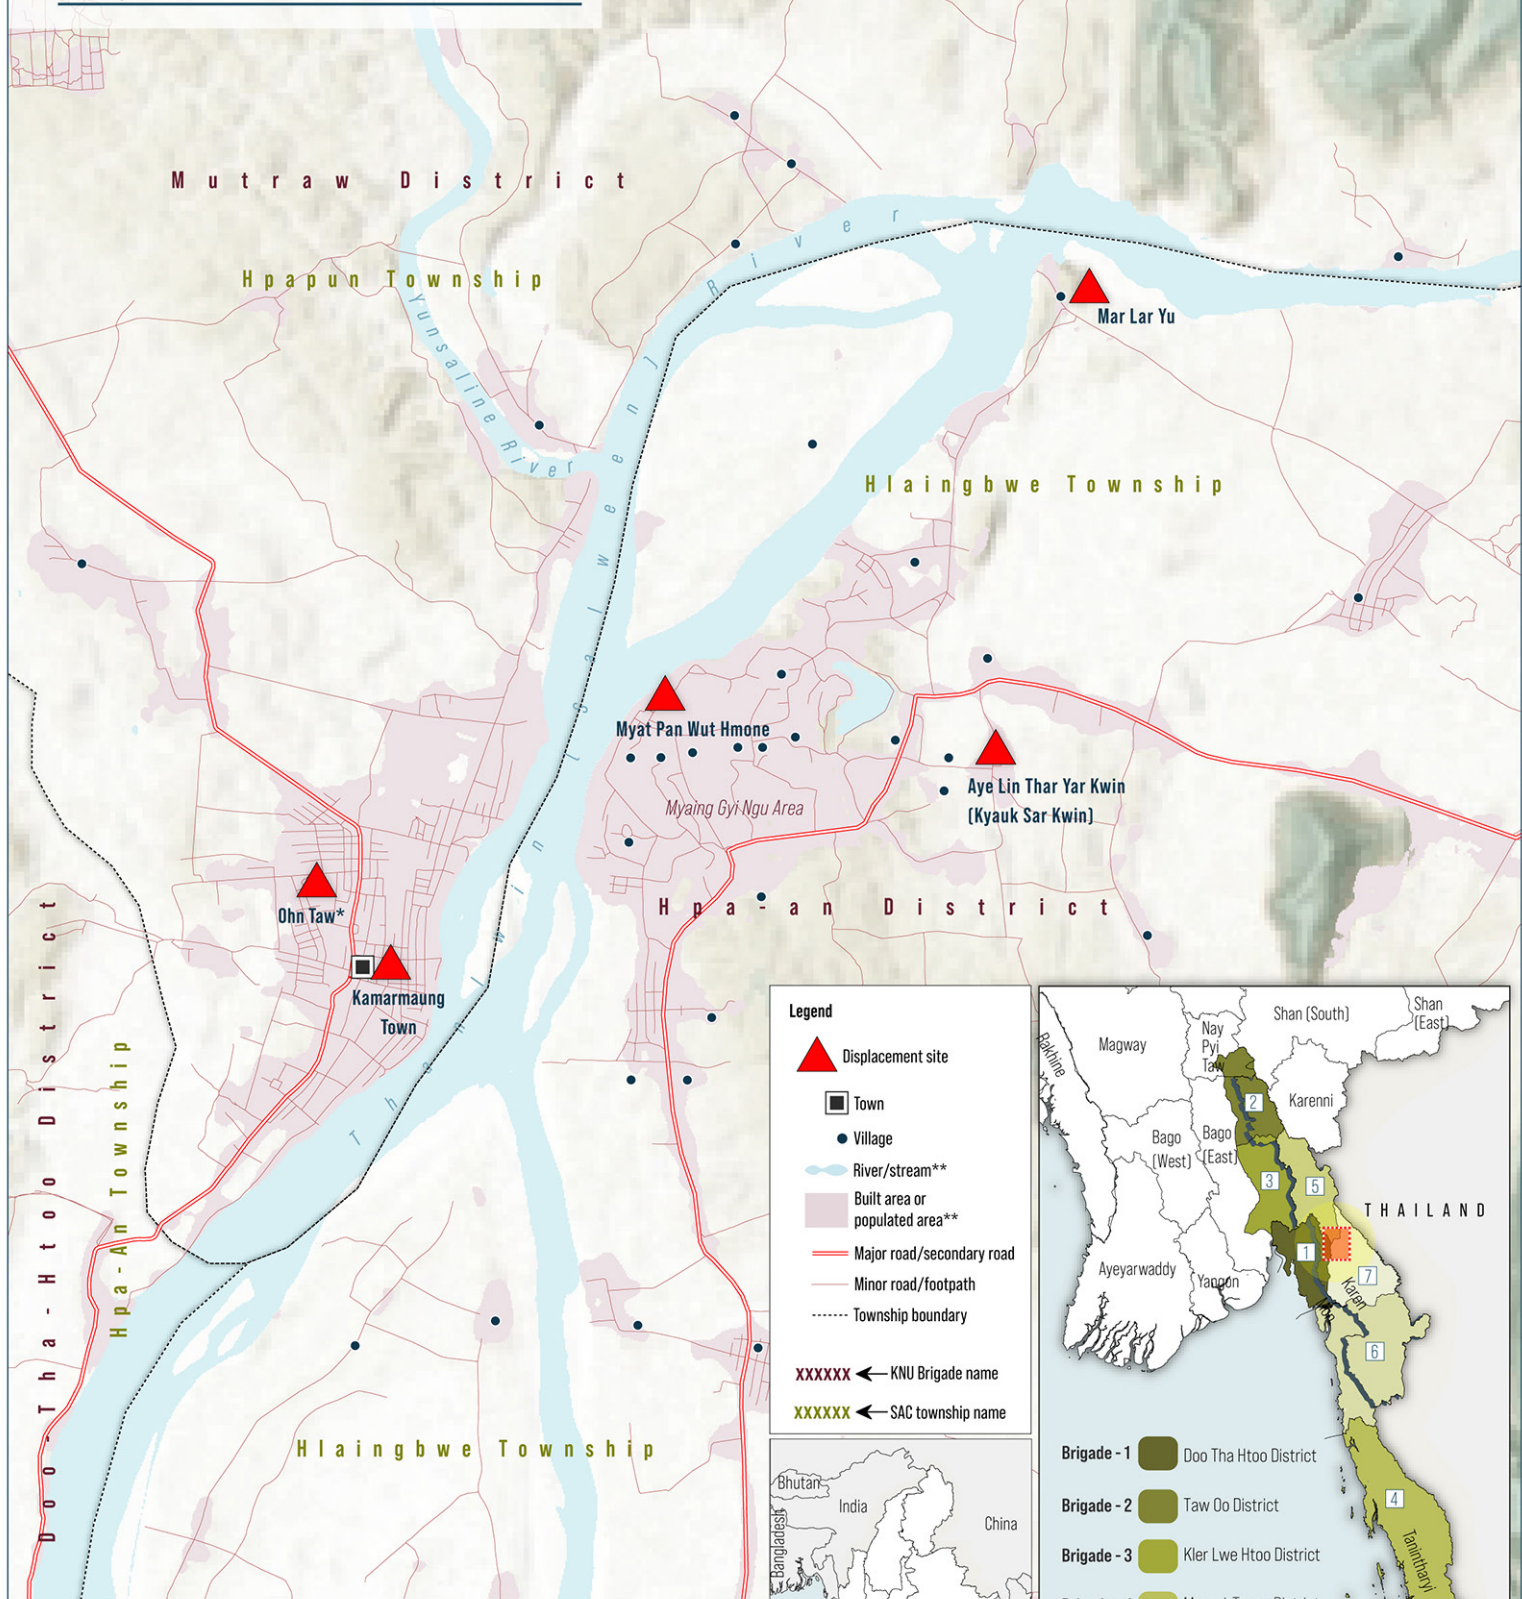 Mutraw District
Hpapun Township
Yunsaline River
Thanlwin (Salween) River
Mar Lar Yu
Hlaingbwe Township
Myat Pan Wut Hmone
Myaing Gyi Ngu Area
Aye Lin Thar Yar Kwin
(Kyauk Sar Kwin)
Ohn Taw*
Hpa-an District
Kamarmaung
Town
Doo-Tha-Htoo District
Hpa-An Township
Hlaingbwe Township
Legend
Displacement site
Town
Village
River/stream**
Built area or
populated area**
Major road/secondary road
Minor road/footpath
Township boundary
XXXXXX KNU Brigade name
XXXXXX SAC township name
Bhutan
India
China
Bangladesh
Rakhine
Magway
Nay
Pyi
Taw
Shan (South)
Shan
(East)
Karenni
Bago
(West)
Bago
(East)
2
3
5
THAILAND
1
7
Ayeyarwaddy
Yangon
Karen
6
4
Tanintharyi
Brigade - 1 Doo Tha Htoo District
Brigade - 2 Taw Oo District
Brigade - 3 Kler Lwe Htoo District